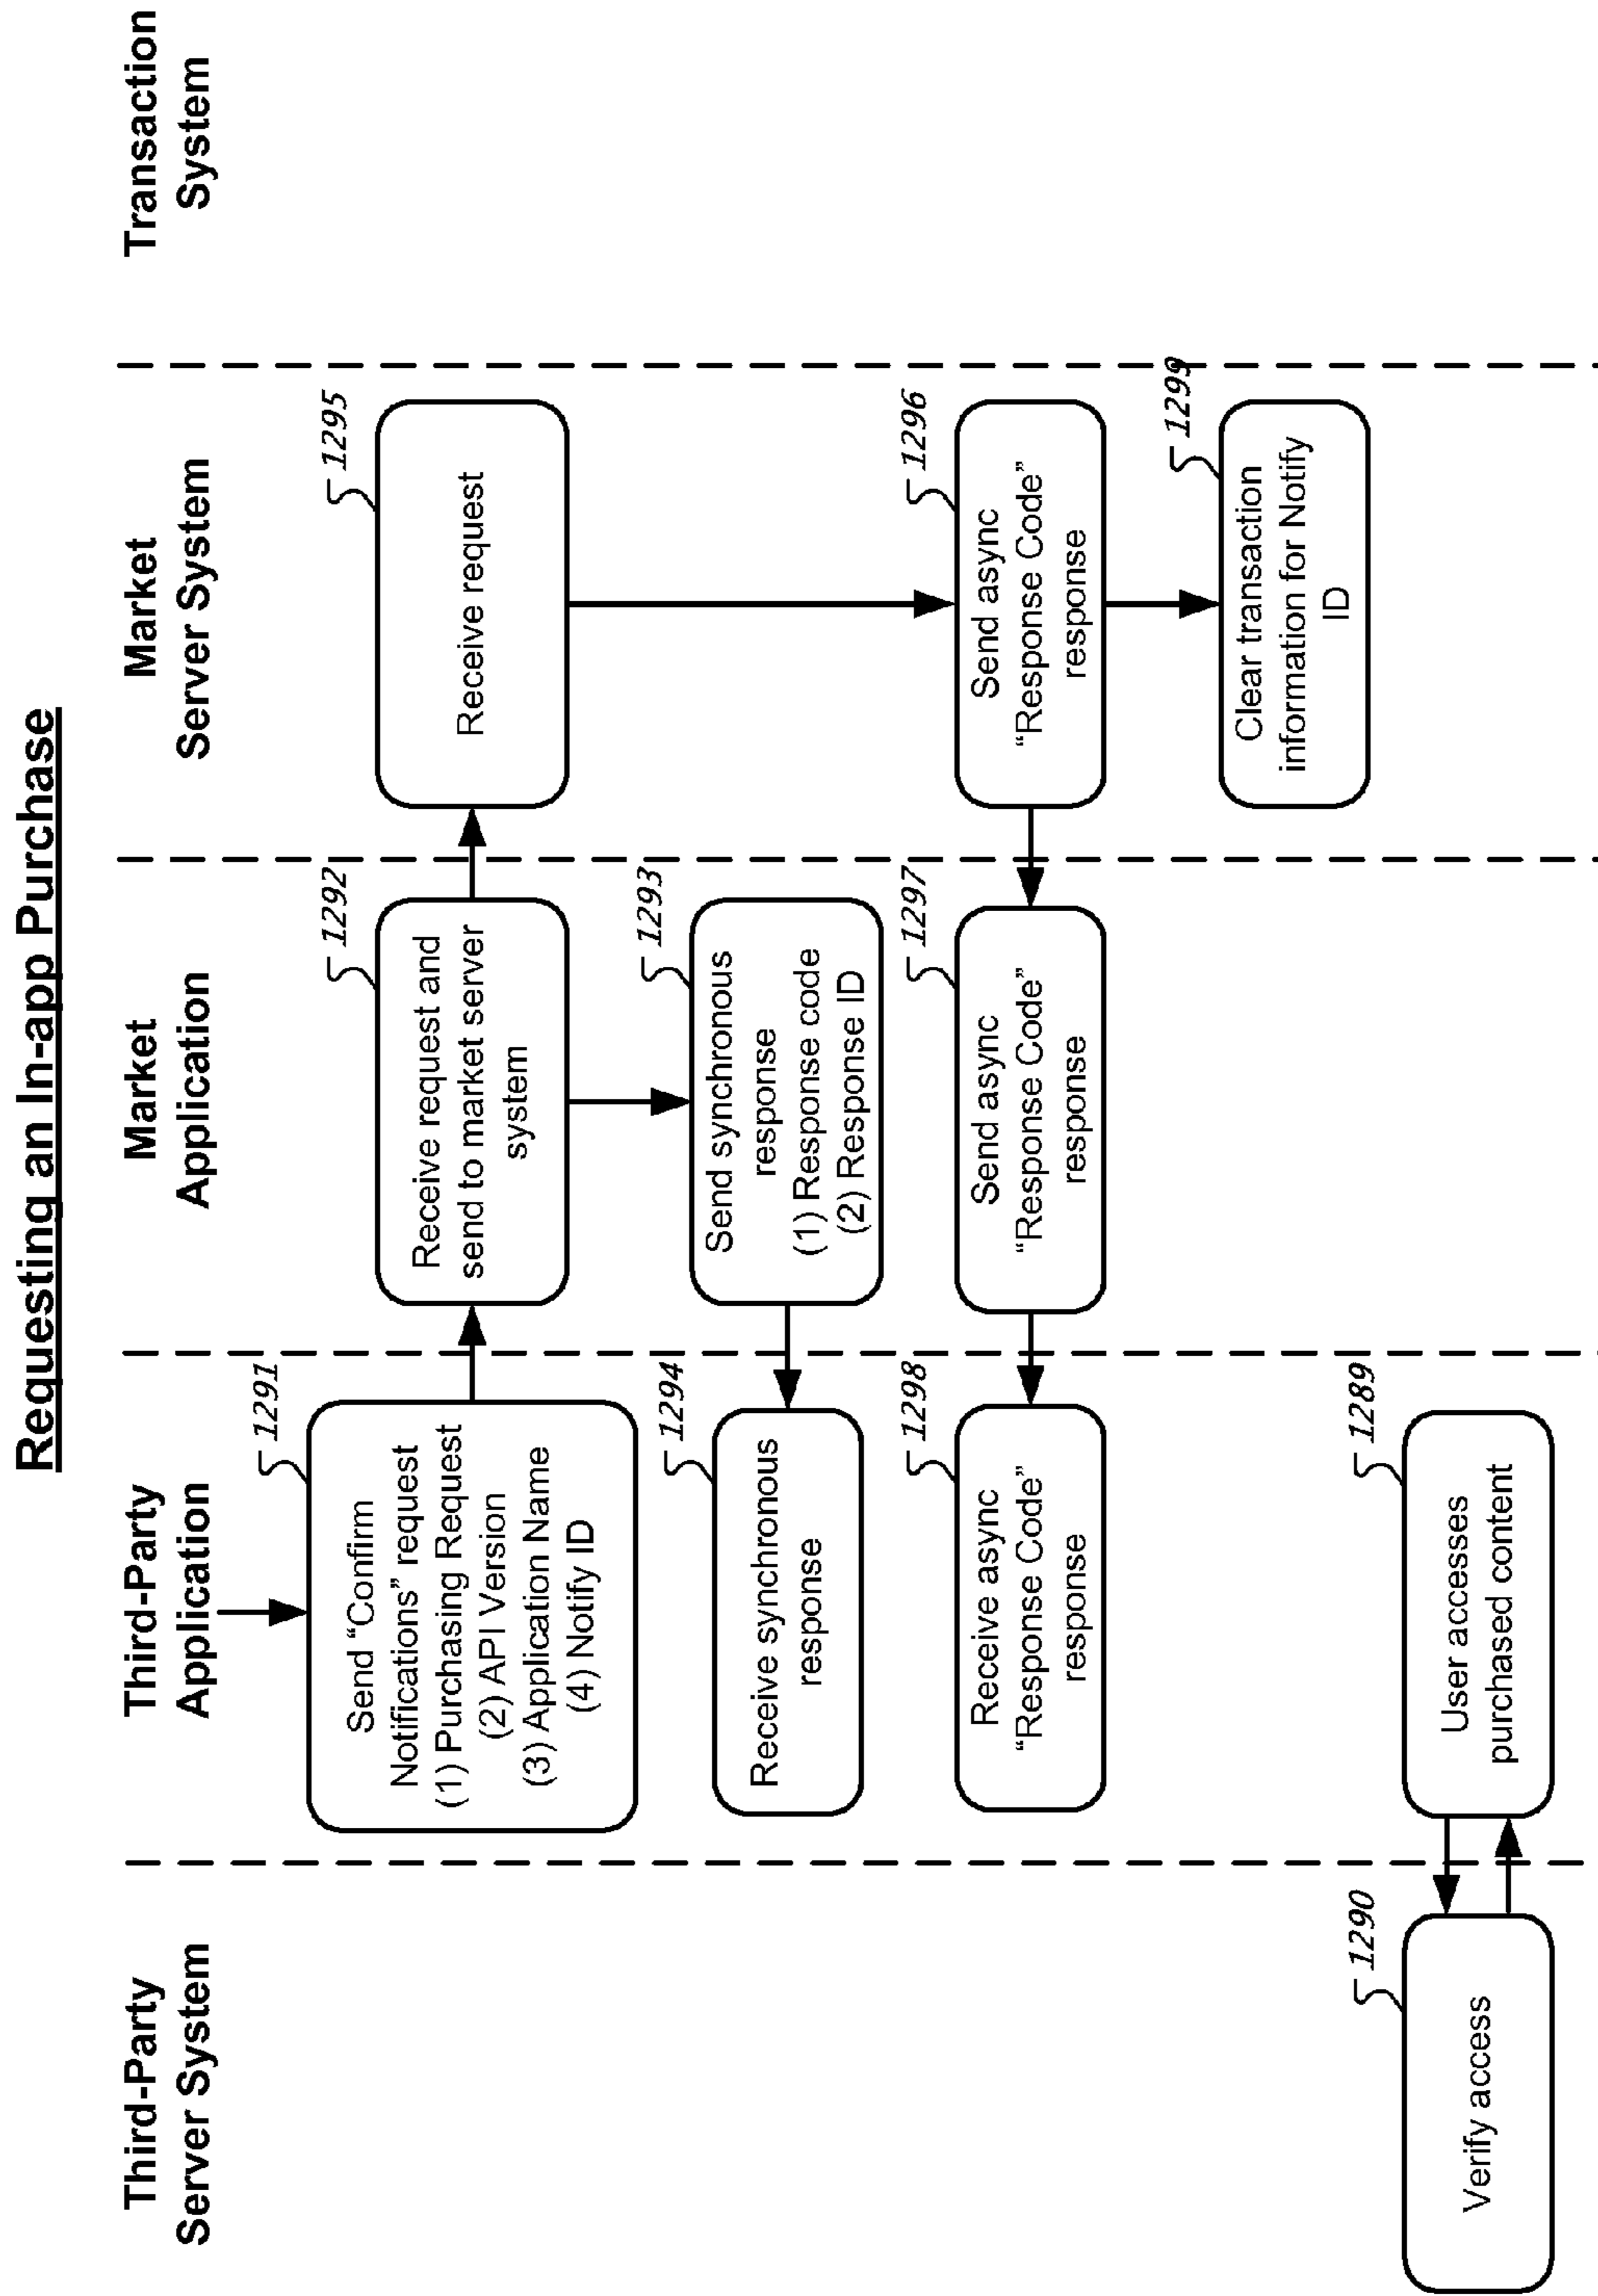 Requesting an In-app Purchase
Third-Party
Server System
Third-Party
Application
Market
Application
Market
Server System
Transaction
System
1291
Send “Confirm
Notifications” request
(1) Purchasing Request
(2) API Version
(3) Application Name
(4) Notify ID
1292
Receive request and
send to market server
system
1295
Receive request
1294
Receive synchronous
response
1293
Send synchronous
response
(1) Response code
(2) Response ID
1298
Receive async
“Response Code”
response
1297
Send async
“Response Code”
response
1296
Send async
“Response Code”
response
1299
Clear transaction
information for Notify
ID
1290
Verify access
1289
User accesses
purchased content